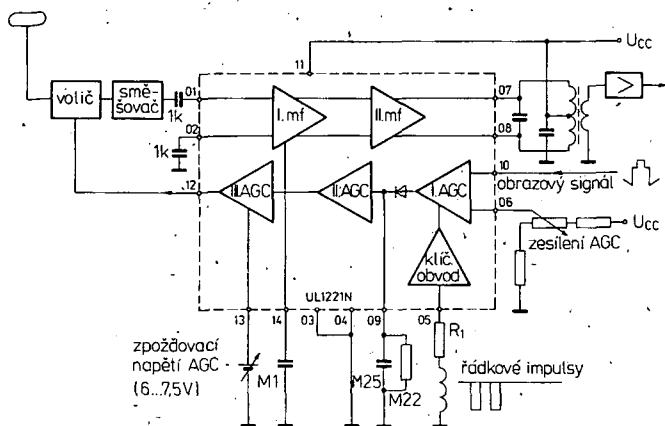 11
UCC
volič
smě-
šovač
1k
01
02
1k
I.mf
II.mf
07
08
10
obrazový signál
06
UCC
zesílení AGC
12
III.AGC
II.AGC
I.AGC
klíč.
obvod
UL1221N
13
14
03
04
09
05
R1
zpožďovací
napětí AGC
(6...7,5V)
M1
M25
M22
řádkové impulsy